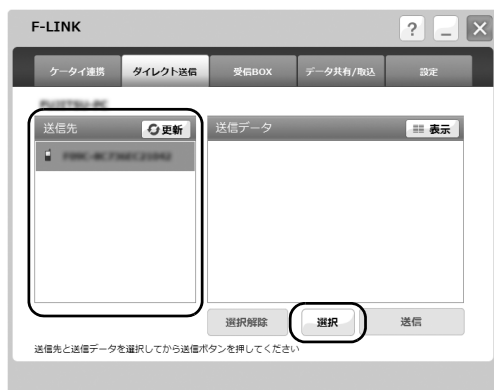 F-LINK ? _ ×
ケータイ連携 ダイレクト送信 受信BOX データ共有/取込 設定
FUJITSU-PC
送信先 更新 送信データ 表示
選択解除 選択 送信
送信先と送信データを選択してから送信ボタンを押してください